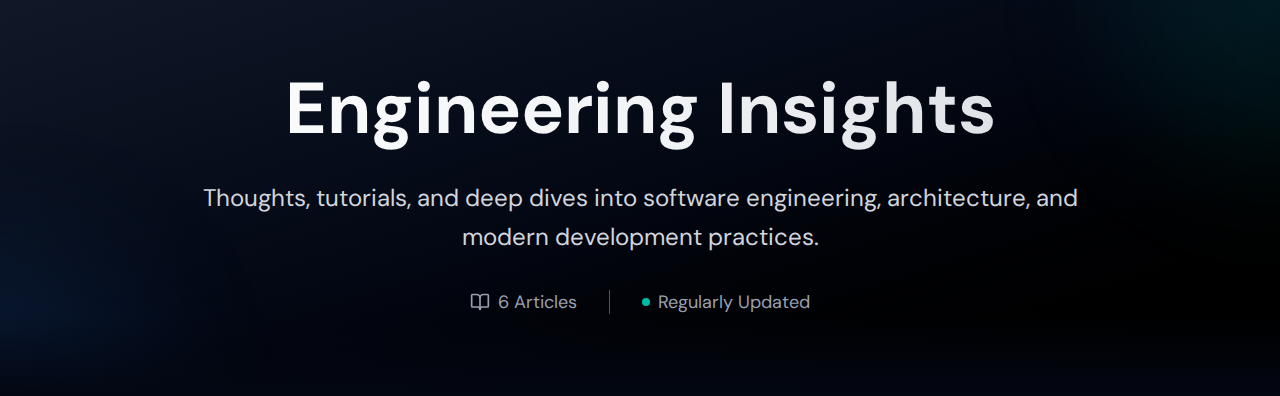 Engineering Insights
Thoughts, tutorials, and deep dives into software engineering, architecture, and
modern development practices.
6 Articles
Regularly Updated